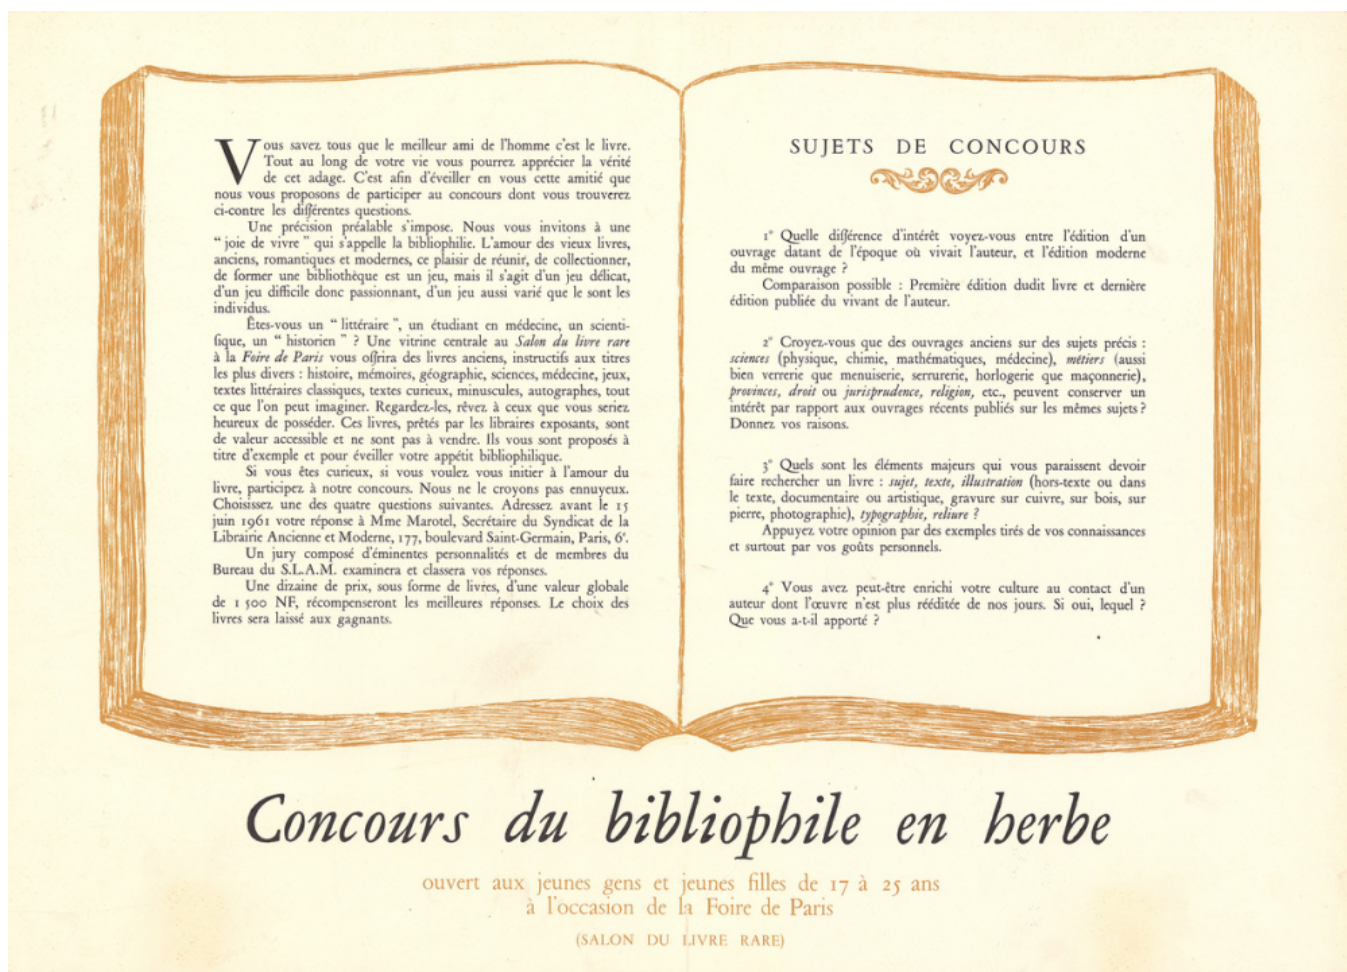 Vous savez tous que le meilleur ami de l'homme c'est le livre.
Tout au long de votre vie vous pourrez apprécier la vérité
de cet adage. C'est afin d'éveiller en vous cette amitié que
nous vous proposons de participer au concours dont vous trouverez
ci-contre les différentes questions.
Une précision préalable s'impose. Nous vous invitons à une
“ joie de vivre ” qui s'appelle la bibliophilie. L'amour des vieux livres,
anciens, romantiques et modernes, ce plaisir de réunir, de collectionner,
de former une bibliothèque est un jeu, mais il s'agit d'un jeu délicat,
d'un jeu difficile donc passionnant, d'un jeu aussi varié que le sont les
individus.
Êtes-vous un “ littéraire ”, un étudiant en médecine, un scienti-
fique, un “ historien ” ? Une vitrine centrale au Salon du livre rare
à la Foire de Paris vous offrira des livres anciens, instructifs aux titres
les plus divers : histoire, mémoires, géographie, sciences, médecine, jeux,
textes littéraires classiques, textes curieux, minuscules, autographes, tout
ce que l'on peut imaginer. Regardez-les, rêvez à ceux que vous seriez
heureux de posséder. Ces livres, prêtés par les libraires exposants, sont
de valeur accessible et ne sont pas à vendre. Ils vous sont proposés à
titre d'exemple et pour éveiller votre appétit bibliophilique.
Si vous êtes curieux, si vous voulez vous initier à l'amour du
livre, participez à notre concours. Nous ne le croyons pas ennuyeux.
Choisissez une des quatre questions suivantes. Adressez avant le 15
juin 1961 votre réponse à Mme Marotel, Secrétaire du Syndicat de la
Librairie Ancienne et Moderne, 177, boulevard Saint-Germain, Paris, 6ᵉ.
Un jury composé d'éminentes personnalités et de membres du
Bureau du S.L.A.M. examinera et classera vos réponses.
Une dizaine de prix, sous forme de livres, d'une valeur globale
de 1 500 NF, récompenseront les meilleures réponses. Le choix des
livres sera laissé aux gagnants.
SUJETS DE CONCOURS
1° Quelle différence d'intérêt voyez-vous entre l'édition d'un
ouvrage datant de l'époque où vivait l'auteur, et l'édition moderne
du même ouvrage ?
Comparaison possible : Première édition dudit livre et dernière
édition publiée du vivant de l'auteur.
2° Croyez-vous que des ouvrages anciens sur des sujets précis :
sciences (physique, chimie, mathématiques, médecine), métiers (aussi
bien verrerie que menuiserie, serrurerie, horlogerie que maçonnerie),
provinces, droit ou jurisprudence, religion, etc., peuvent conserver un
intérêt par rapport aux ouvrages récents publiés sur les mêmes sujets ?
Donnez vos raisons.
3° Quels sont les éléments majeurs qui vous paraissent devoir
faire rechercher un livre : sujet, texte, illustration (hors-texte ou dans
le texte, documentaire ou artistique, gravure sur cuivre, sur bois, sur
pierre, photographie), typographie, reliure ?
Appuyez votre opinion par des exemples tirés de vos connaissances
et surtout par vos goûts personnels.
4° Vous avez peut-être enrichi votre culture au contact d'un
auteur dont l'œuvre n'est plus rééditée de nos jours. Si oui, lequel ?
Que vous a-t-il apporté ?
Concours du bibliophile en herbe
ouvert aux jeunes gens et jeunes filles de 17 à 25 ans
à l'occasion de la Foire de Paris
(SALON DU LIVRE RARE)